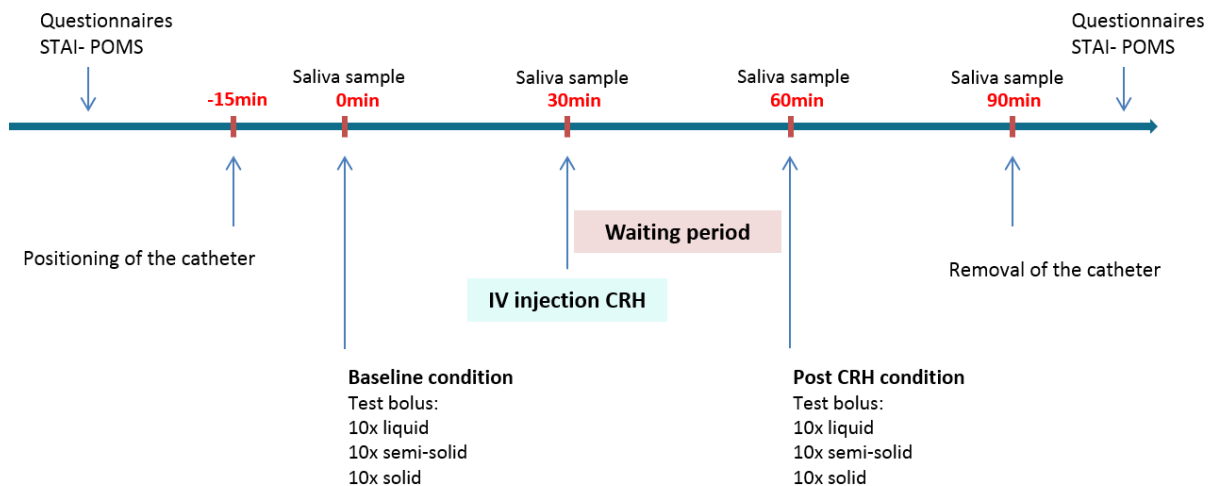 Questionnaires
STAI- POMS
Questionnaires
STAI- POMS
Saliva sample
Saliva sample
Saliva sample
Saliva sample
-15min
0min
30min
60min
90min
Waiting period
Positioning of the catheter
Removal of the catheter
IV injection CRH
Baseline condition
Test bolus:
10x liquid
10x semi-solid
10x solid
Post CRH condition
Test bolus:
10x liquid
10x semi-solid
10x solid